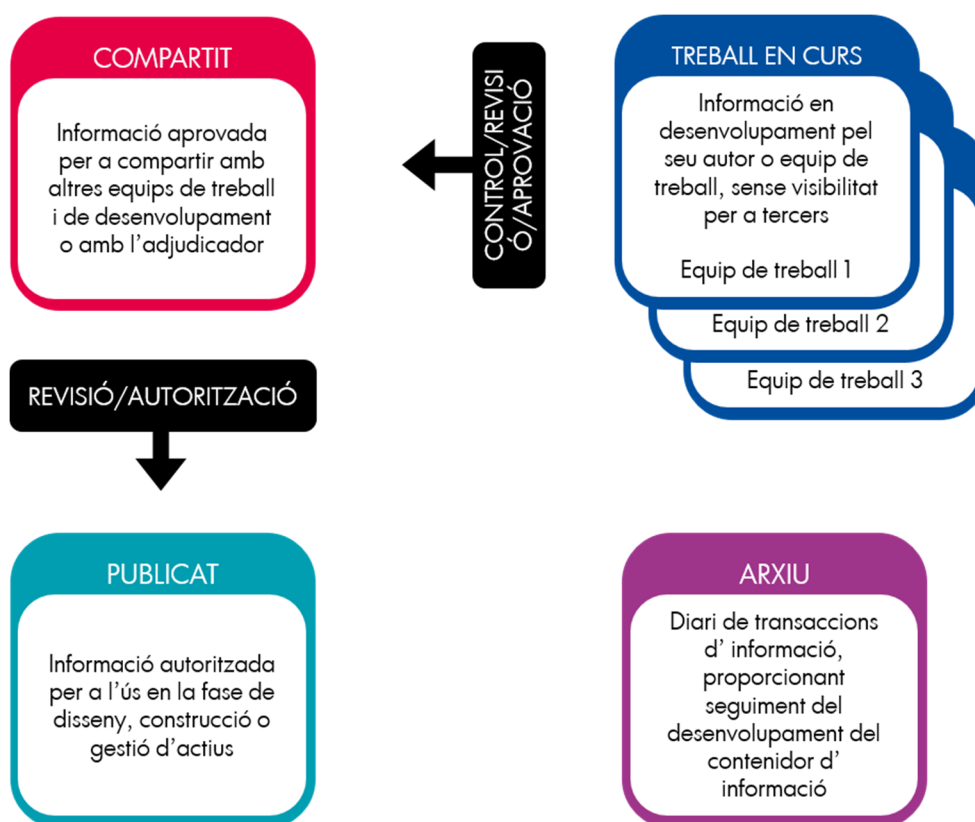 COMPARTIT
Informació aprovada
per a compartir amb
altres equips de treball
i de desenvolupament
o amb l'adjudicador
CONTROL/REVISI
Ó/APROVACIÓ
TREBALL EN CURS
Informació en
desenvolupament pel
seu autor o equip de
treball, sense visibilitat
per a tercers
Equip de treball 1
Equip de treball 2
Equip de treball 3
REVISIÓ/AUTORITZACIÓ
PUBLICAT
Informació autoritzada
per a l'ús en la fase de
disseny, construcció o
gestió d'actius
ARXIU
Diari de transaccions
d' informació,
proporcionant
seguiment del
desenvolupament del
contenidor d'
informació